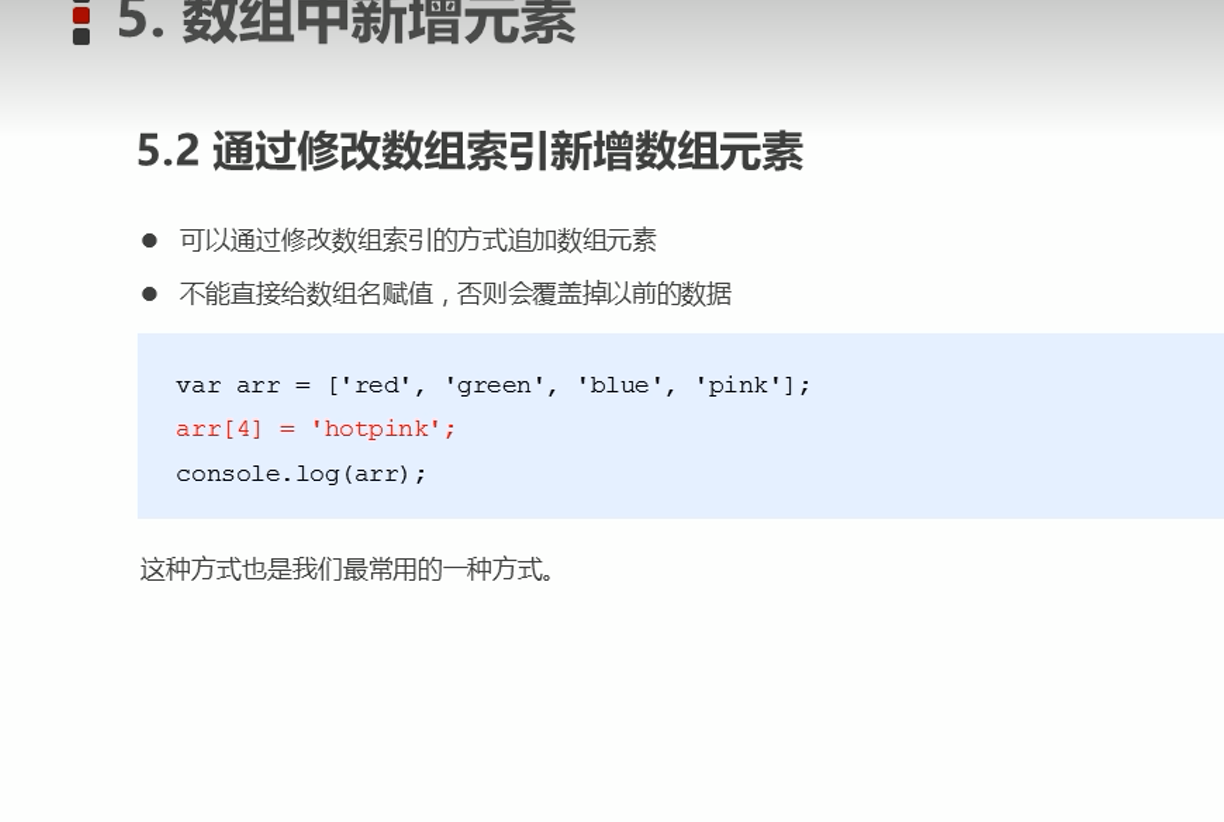 5. 数组中新增元素
5.2 通过修改数组索引新增数组元素
● 可以通过修改数组索引的方式追加数组元素
● 不能直接给数组名赋值，否则会覆盖掉以前的数据
var arr = ['red', 'green', 'blue', 'pink'];
arr[4] = 'hotpink';
console.log(arr);
这种方式也是我们最常用的一种方式。